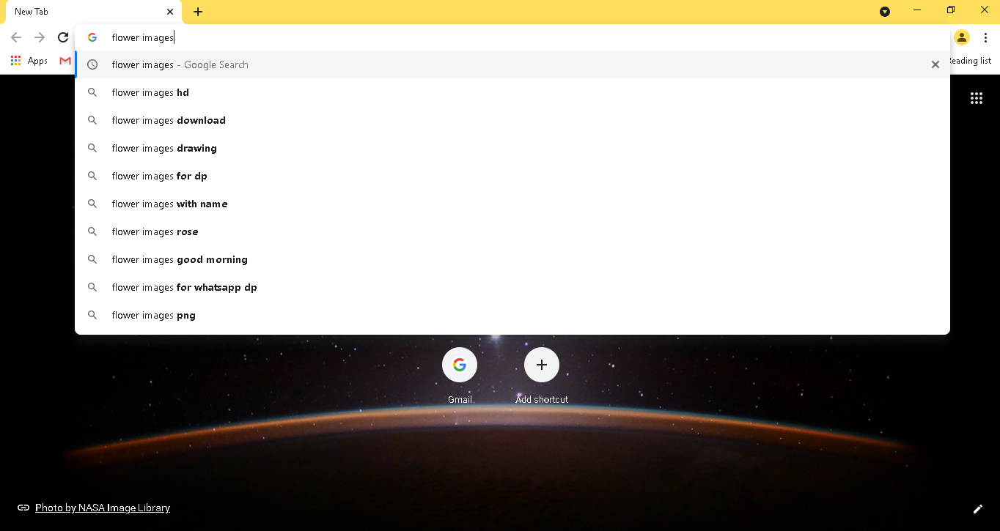 New Tab
flower images
Apps
Reading list
flower images - Google Search
flower images hd
flower images download
flower images drawing
flower images for dp
flower images with name
flower images rose
flower images good morning
flower images for whatsapp dp
flower images png
Gmail
Add shortcut
Photo by NASA Image Library